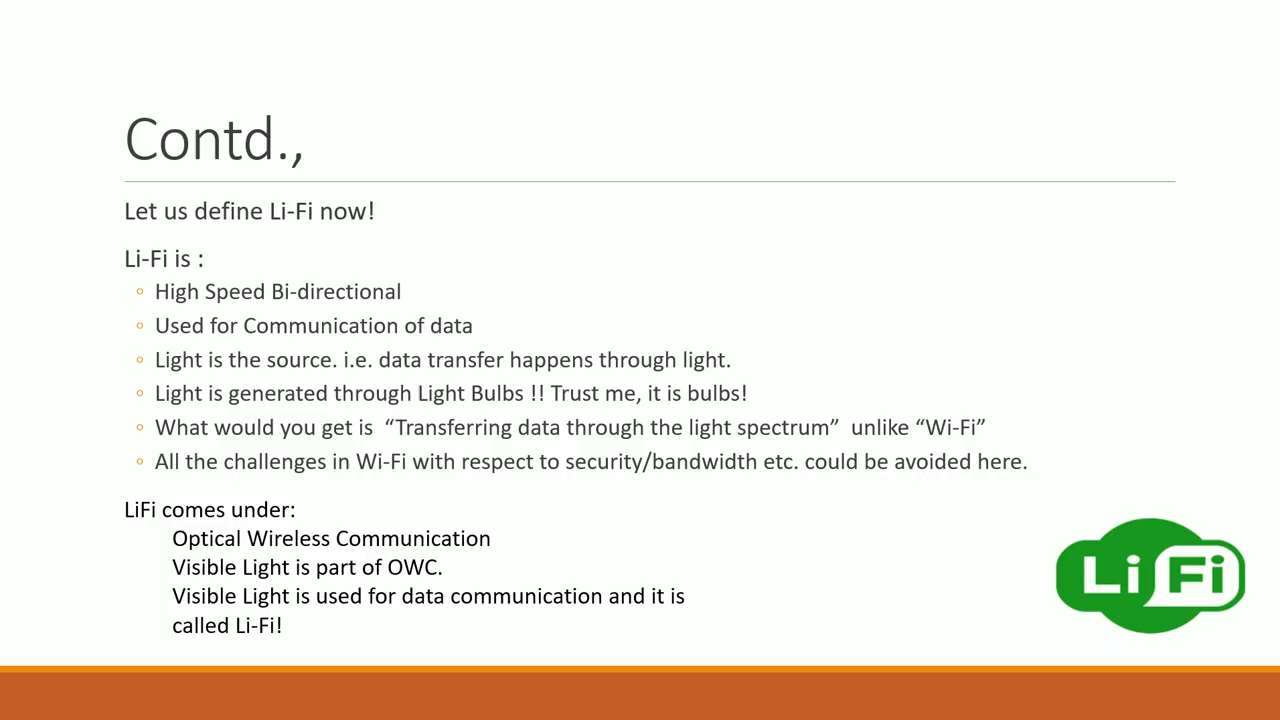 Contd.,
Let us define Li-Fi now!
Li-Fi is :
◦ High Speed Bi-directional
◦ Used for Communication of data
◦ Light is the source. i.e. data transfer happens through light.
◦ Light is generated through Light Bulbs !! Trust me, it is bulbs!
◦ What would you get is “Transferring data through the light spectrum” unlike “Wi-Fi”
◦ All the challenges in Wi-Fi with respect to security/bandwidth etc. could be avoided here.
LiFi comes under:
Optical Wireless Communication
Visible Light is part of OWC.
Visible Light is used for data communication and it is
called Li-Fi!
Li Fi